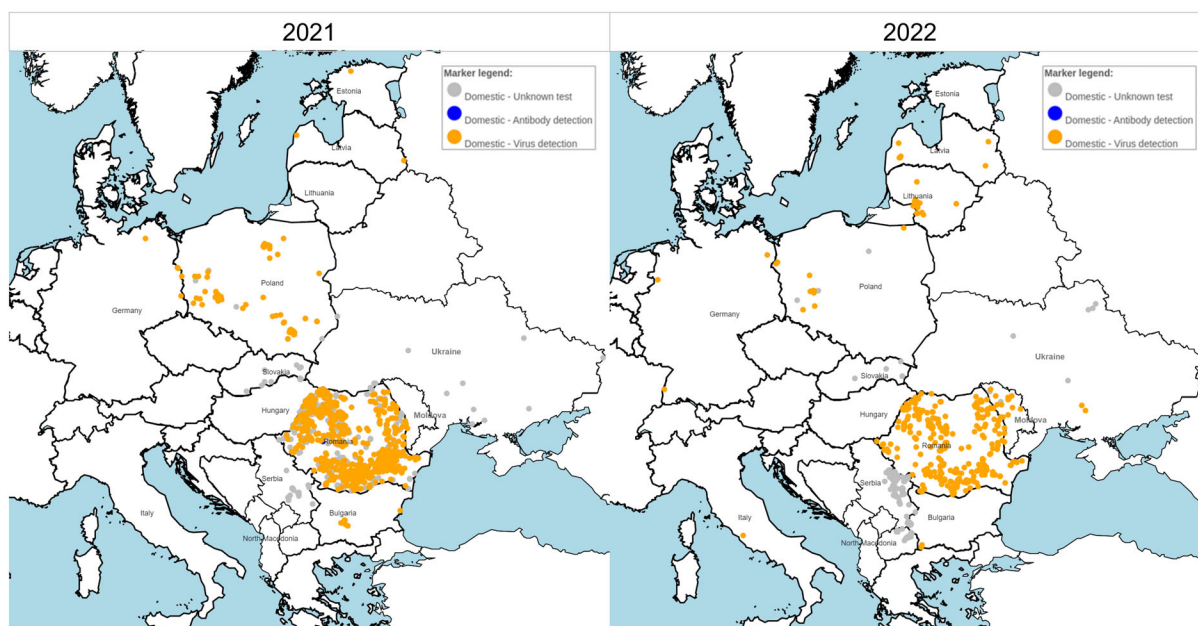 2021
2022
Marker legend:
Domestic - Unknown test
Domestic - Antibody detection
Domestic - Virus detection
Estonia
Latvia
Lithuania
Poland
Germany
Ukraine
Slovakia
Hungary
Moldova
Romania
Serbia
Bulgaria
Italy
North Macedonia
Marker legend:
Domestic - Unknown test
Domestic - Antibody detection
Domestic - Virus detection
Estonia
Latvia
Lithuania
Poland
Germany
Ukraine
Slovakia
Hungary
Moldova
Romania
Serbia
Bulgaria
Italy
North Macedonia